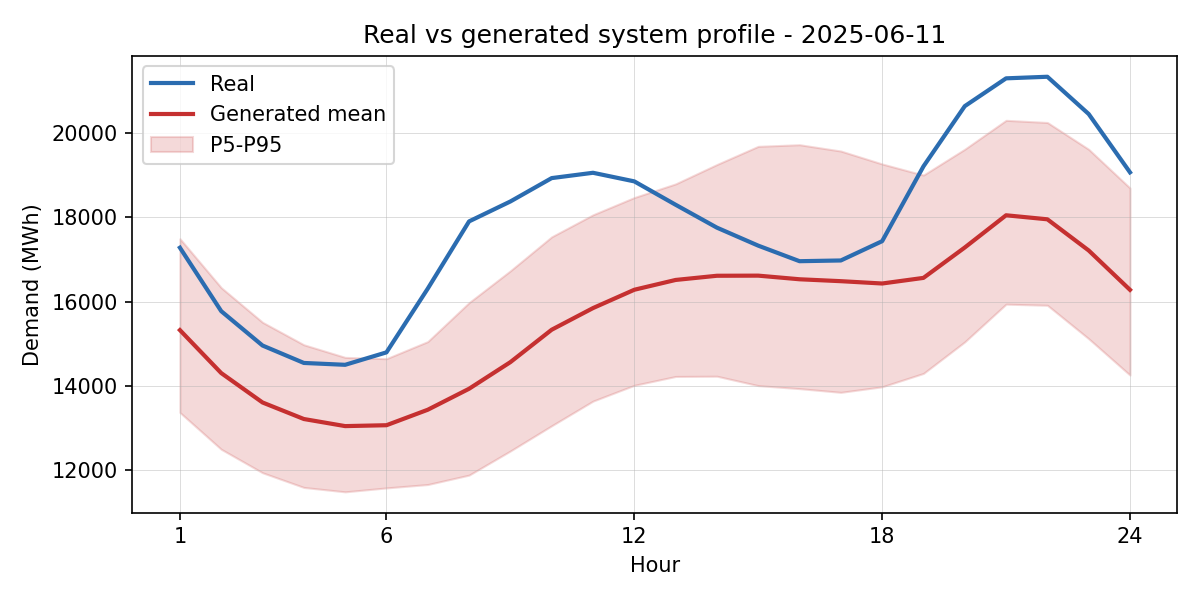 Real vs generated system profile - 2025-06-11
Real
Generated mean
P5-P95
Demand (MWh)
20000
18000
16000
14000
12000
1 6 12 18 24
Hour